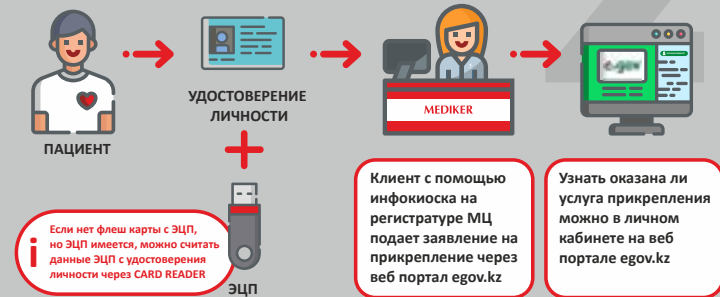 ПАЦИЕНТ
УДОСТОВЕРЕНИЕ
ЛИЧНОСТИ
MEDIKER
e.gov
Если нет флеш карты с ЭЦП,
но ЭЦП имеется, можно считать
данные ЭЦП с удостоверения
личности через CARD READER
ЭЦП
Клиент с помощью
инфокиоска на
регистратуре МЦ
подает заявление на
прикрепление через
веб портал egov.kz
Узнать оказана ли
услуга прикрепления
можно в личном
кабинете на веб
портале egov.kz